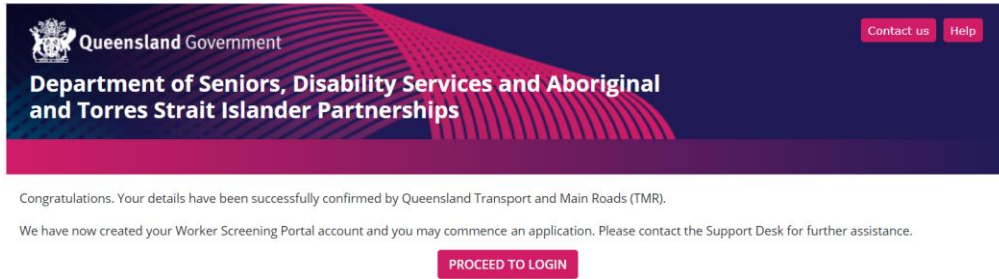 Queensland Government
Contact us
Help
Department of Seniors, Disability Services and Aboriginal
and Torres Strait Islander Partnerships
Congratulations. Your details have been successfully confirmed by Queensland Transport and Main Roads (TMR).
We have now created your Worker Screening Portal account and you may commence an application. Please contact the Support Desk for further assistance.
PROCEED TO LOGIN